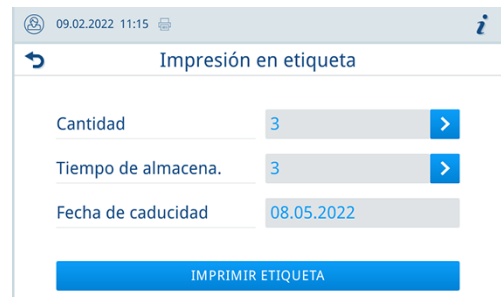 09.02.2022 11:15
Impresión en etiqueta
Cantidad 3
Tiempo de almacena. 3
Fecha de caducidad 08.05.2022
IMPRIMIR ETIQUETA